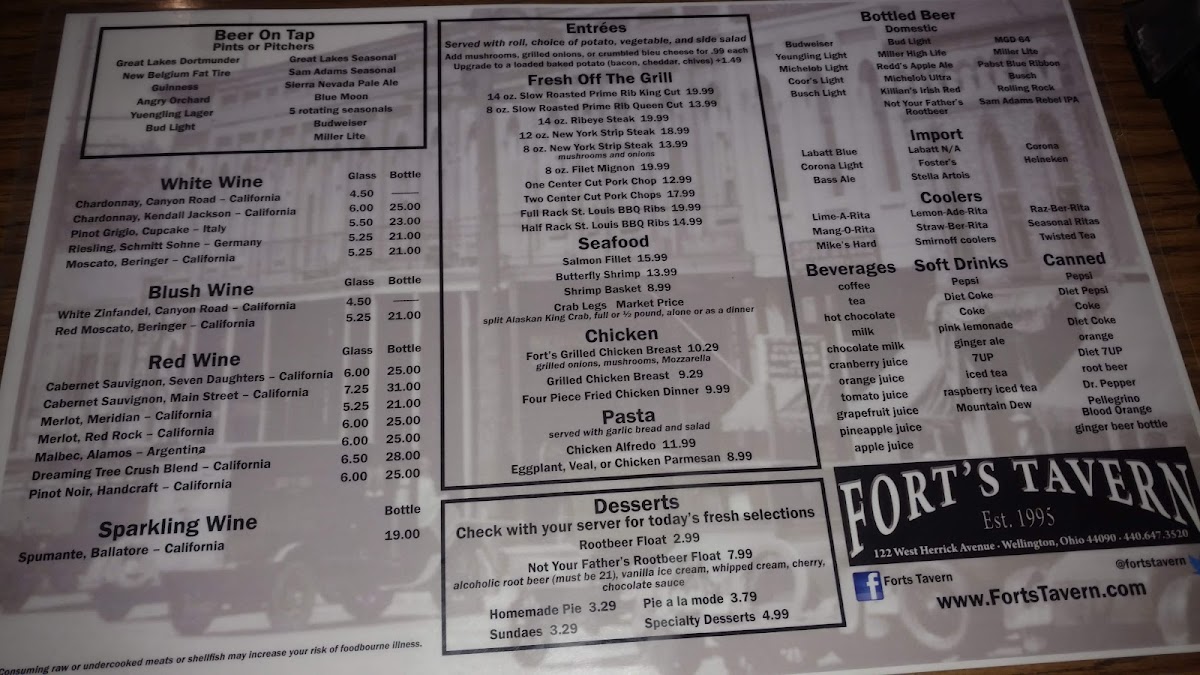 Beer On Tap
Pints or Pitchers
Great Lakes Dortmunder
New Belgium Fat Tire
Guinness
Angry Orchard
Yuengling Lager
Bud Light
Great Lakes Seasonal
Sam Adams Seasonal
Sierra Nevada Pale Ale
Blue Moon
5 rotating seasonals
Budweiser
Miller Lite
White Wine Glass Bottle
Chardonnay, Canyon Road – California 4.50 ——
Chardonnay, Kendall Jackson – California 6.00 25.00
Pinot Grigio, Cupcake – Italy 5.50 23.00
Riesling, Schmitt Sohne – Germany 5.25 21.00
Moscato, Beringer – California 5.25 21.00
Blush Wine Glass Bottle
White Zinfandel, Canyon Road – California 4.50 ——
Red Moscato, Beringer – California 5.25 21.00
Red Wine Glass Bottle
Cabernet Sauvignon, Seven Daughters – California 6.00 25.00
Cabernet Sauvignon, Main Street – California 7.25 31.00
Merlot, Meridian – California 5.25 21.00
Merlot, Red Rock – California 6.00 25.00
Malbec, Alamos – Argentina 6.00 25.00
Dreaming Tree Crush Blend – California 6.50 28.00
Pinot Noir, Handcraft – California 6.00 25.00
Sparkling Wine Bottle
Spumante, Ballatore – California 19.00
Consuming raw or undercooked meats or shellfish may increase your risk of foodbourne illness.
Entrées
Served with roll, choice of potato, vegetable, and side salad
Add mushrooms, grilled onions, or crumbled bleu cheese for .99 each
Upgrade to a loaded baked potato (bacon, cheddar, chives) +1.49
Fresh Off The Grill
14 oz. Slow Roasted Prime Rib King Cut 19.99
8 oz. Slow Roasted Prime Rib Queen Cut 13.99
14 oz. Ribeye Steak 19.99
12 oz. New York Strip Steak 18.99
8 oz. New York Strip Steak 13.99
mushrooms and onions
8 oz. Filet Mignon 19.99
One Center Cut Pork Chop 12.99
Two Center Cut Pork Chops 17.99
Full Rack St. Louis BBQ Ribs 19.99
Half Rack St. Louis BBQ Ribs 14.99
Seafood
Salmon Fillet 15.99
Butterfly Shrimp 13.99
Shrimp Basket 8.99
Crab Legs Market Price
split Alaskan King Crab, full or ½ pound, alone or as a dinner
Chicken
Fort's Grilled Chicken Breast 10.29
grilled onions, mushrooms, Mozzarella
Grilled Chicken Breast 9.29
Four Piece Fried Chicken Dinner 9.99
Pasta
served with garlic bread and salad
Chicken Alfredo 11.99
Eggplant, Veal, or Chicken Parmesan 8.99
Desserts
Check with your server for today's fresh selections
Rootbeer Float 2.99
Not Your Father's Rootbeer Float 7.99
alcoholic root beer (must be 21), vanilla ice cream, whipped cream, cherry,
chocolate sauce
Homemade Pie 3.29 Pie a la mode 3.79
Sundaes 3.29 Specialty Desserts 4.99
Bottled Beer
Domestic
Budweiser
Yeungling Light
Michelob Light
Coor's Light
Busch Light
Bud Light
Miller High Life
Redd's Apple Ale
Michelob Ultra
Killian's Irish Red
Not Your Father's
Rootbeer
MGD 64
Miller Lite
Pabst Blue Ribbon
Busch
Rolling Rock
Sam Adams Rebel IPA
Import
Labatt Blue
Corona Light
Bass Ale
Labatt N/A
Foster's
Stella Artois
Corona
Heineken
Coolers
Lime-A-Rita
Mang-O-Rita
Mike's Hard
Lemon-Ade-Rita
Straw-Ber-Rita
Smirnoff coolers
Raz-Ber-Rita
Seasonal Ritas
Twisted Tea
Beverages
coffee
tea
hot chocolate
milk
chocolate milk
cranberry juice
orange juice
tomato juice
grapefruit juice
pineapple juice
apple juice
Soft Drinks
Pepsi
Diet Coke
Coke
pink lemonade
ginger ale
7UP
iced tea
raspberry iced tea
Mountain Dew
Canned
Pepsi
Diet Pepsi
Coke
Diet Coke
orange
Diet 7UP
root beer
Dr. Pepper
Pellegrino
Blood Orange
ginger beer bottle
FORT'S TAVERN
Est. 1995
122 West Herrick Avenue · Wellington, Ohio 44090 · 440.647.3520
f Forts Tavern
@fortstavern
www.FortsTavern.com